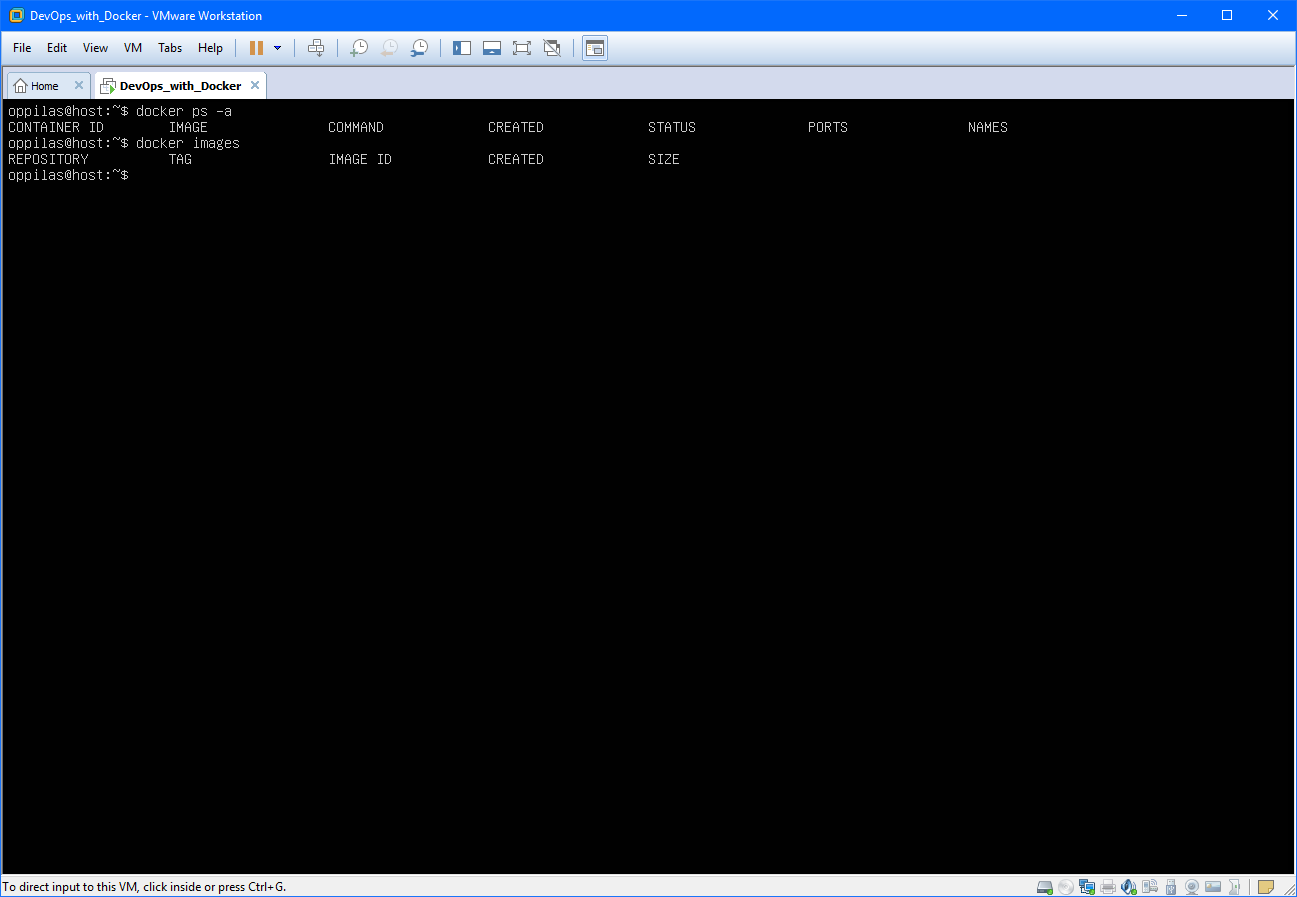 DevOps_with_Docker - VMware Workstation
File Edit View VM Tabs Help
Home DevOps_with_Docker
oppilas@host:~$ docker ps -a
CONTAINER ID IMAGE COMMAND CREATED STATUS PORTS NAMES
oppilas@host:~$ docker images
REPOSITORY TAG IMAGE ID CREATED SIZE
oppilas@host:~$
To direct input to this VM, click inside or press Ctrl+G.